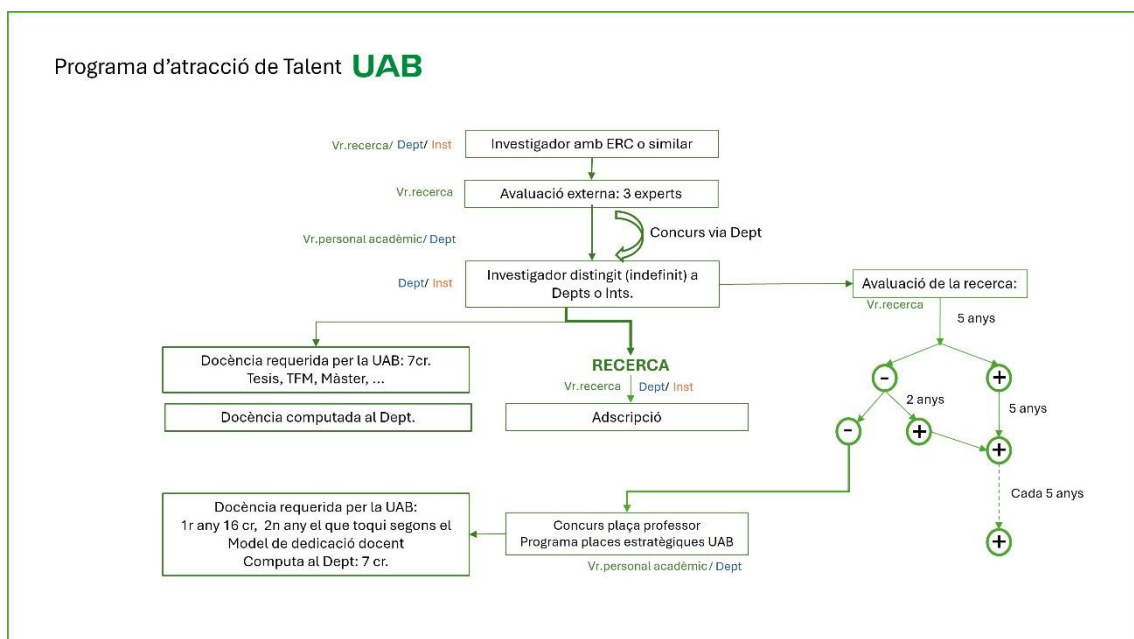 Programa d'atracció de Talent UAB
Vr.recerca/ Dept/ Inst
Investigador amb ERC o similar
Vr.recerca
Avaluació externa: 3 experts
Concurs via Dept
Vr.personal acadèmic/ Dept
Dept/ Inst
Investigador distingit (indefinit) a
Depts o Ints.
Avaluació de la recerca:
Vr.recerca
5 anys
Docència requerida per la UAB: 7cr.
Tesis, TFM, Màster, ...
RECERCA
Vr.recerca
Dept/ Inst
Docència computada al Dept.
Adscripció
-
+
2 anys
5 anys
-
+
+
Cada 5 anys
+
Docència requerida per la UAB:
1r any 16 cr, 2n any el que toqui segons el
Model de dedicació docent
Computa al Dept: 7 cr.
Concurs plaça professor
Programa places estratègiques UAB
Vr.personal acadèmic/ Dept